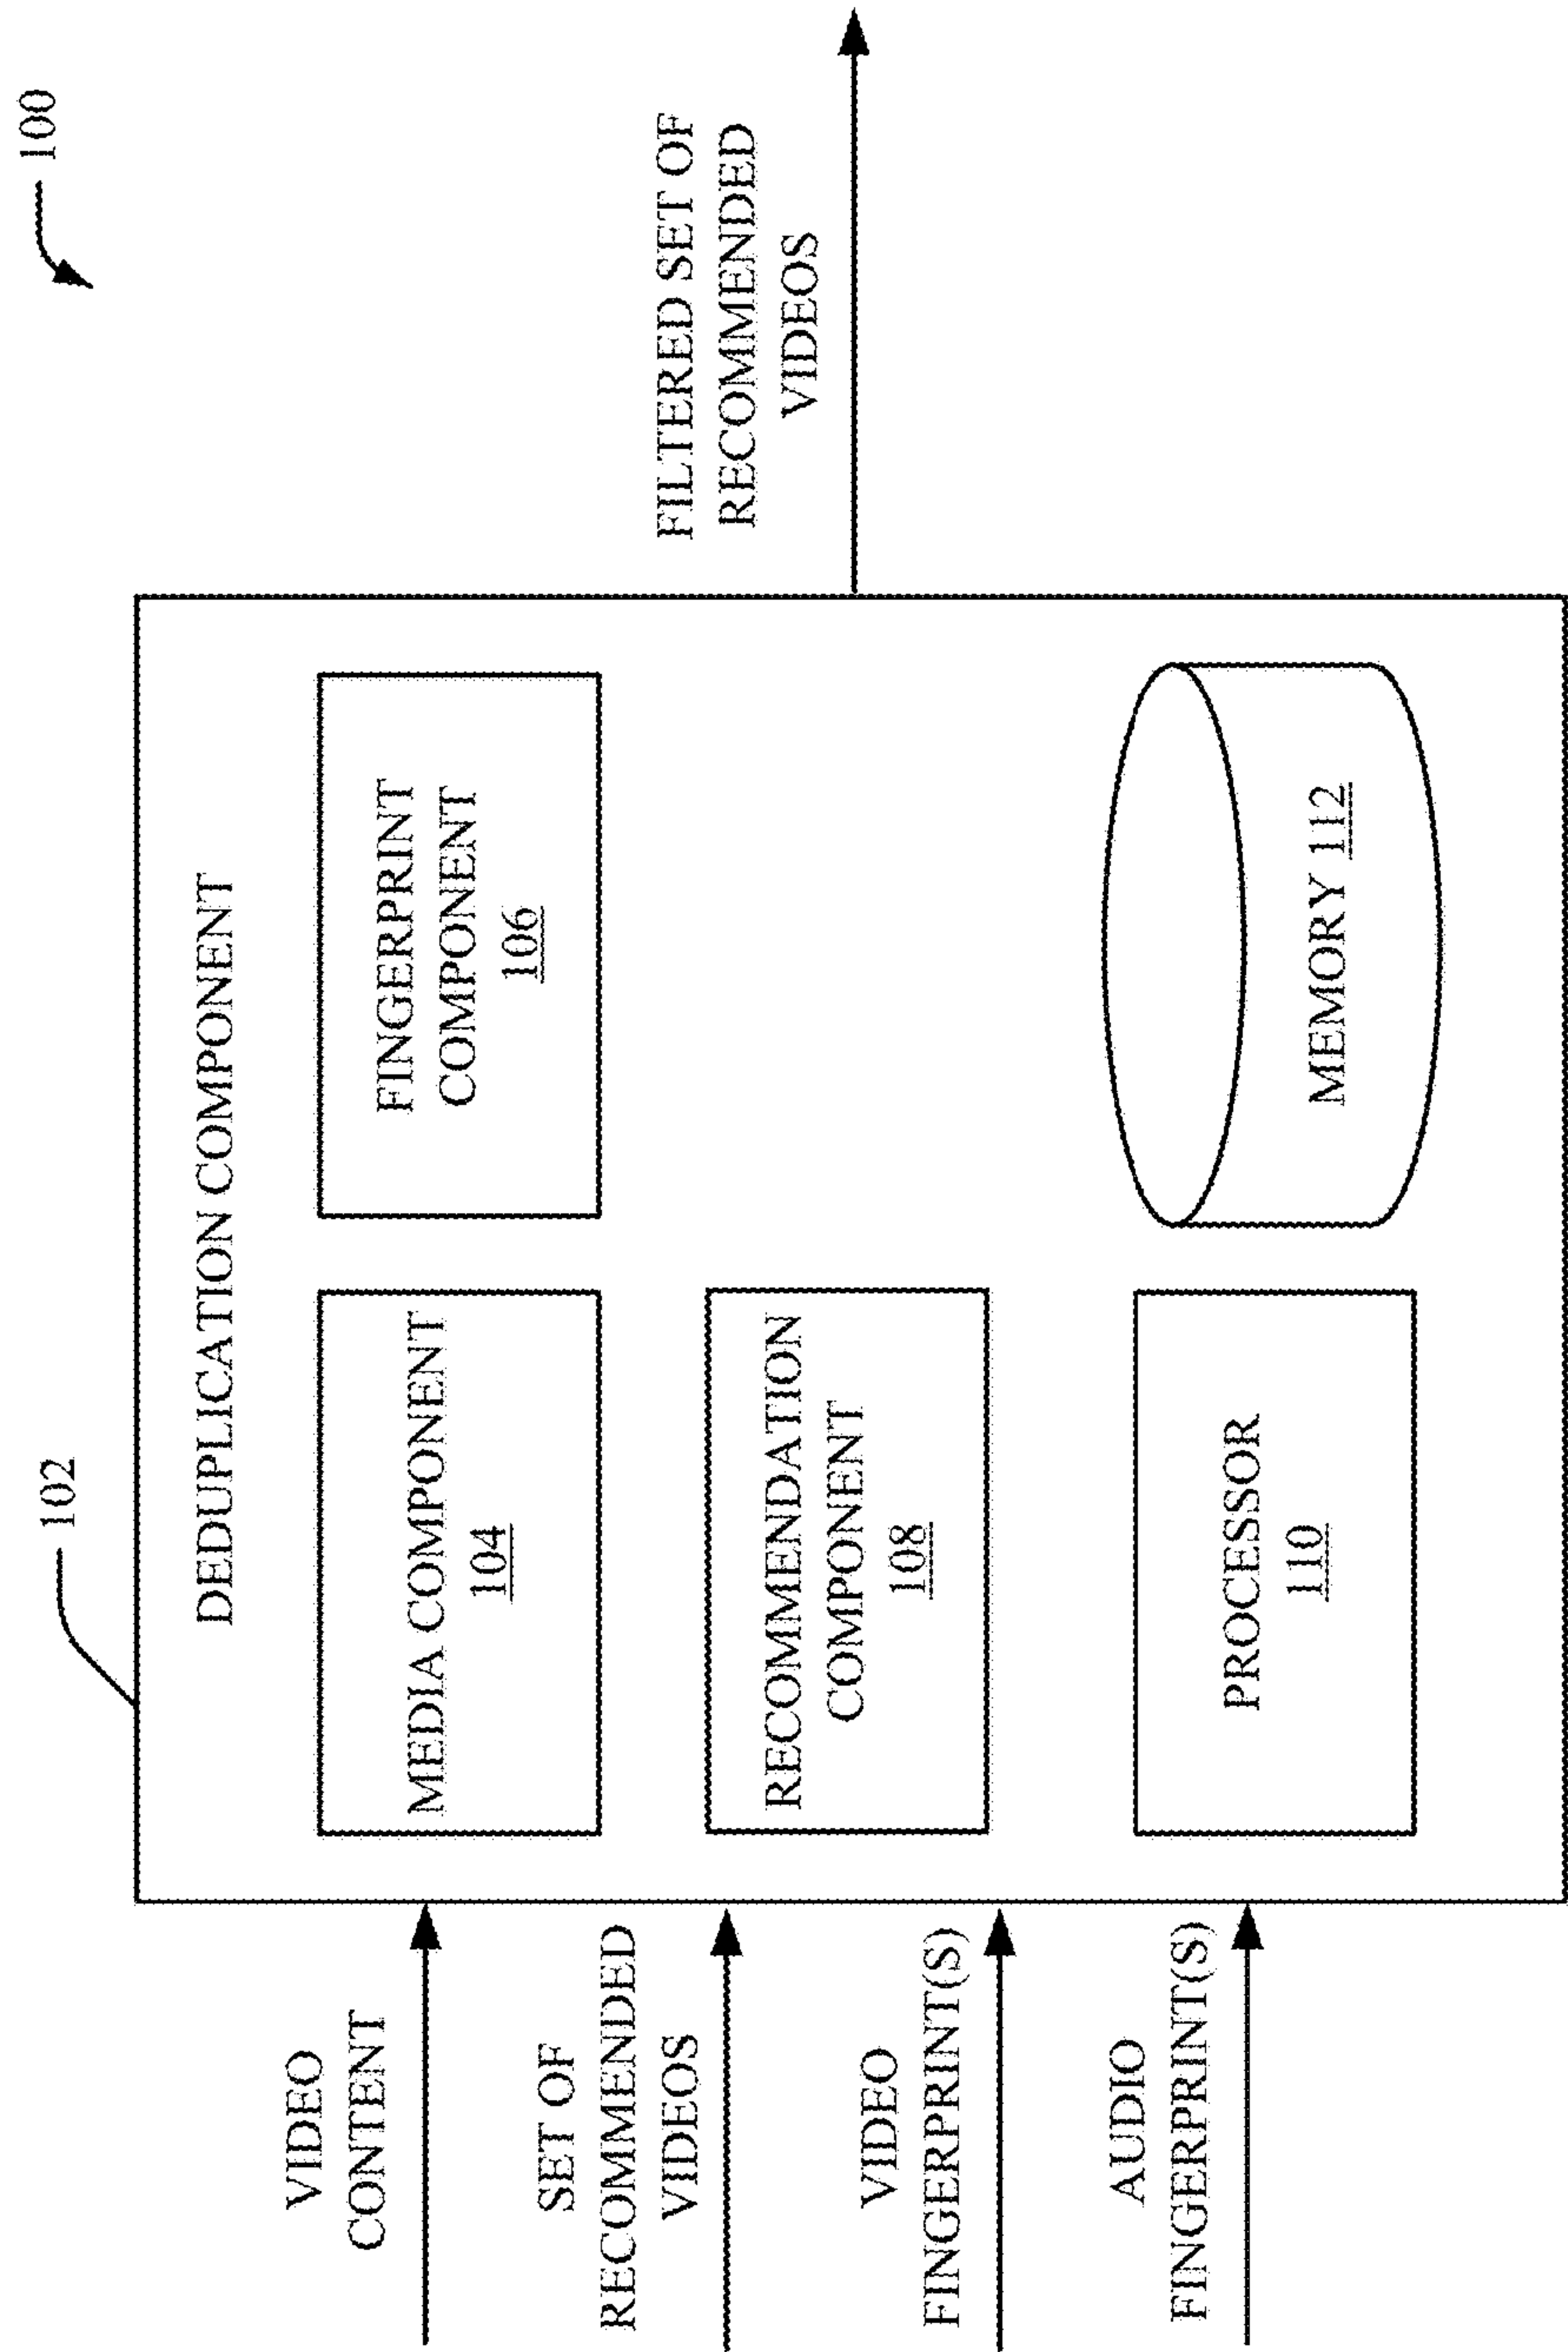 100
102
DEDUPLICATION COMPONENT
VIDEO
CONTENT
SET OF
RECOMMENDED
VIDEOS
VIDEO
FINGERPRINT(S)
AUDIO
FINGERPRINT(S)
MEDIA COMPONENT
104
FINGERPRINT
COMPONENT
106
RECOMMENDATION
COMPONENT
108
PROCESSOR
110
MEMORY 112
FILTERED SET OF
RECOMMENDED
VIDEOS